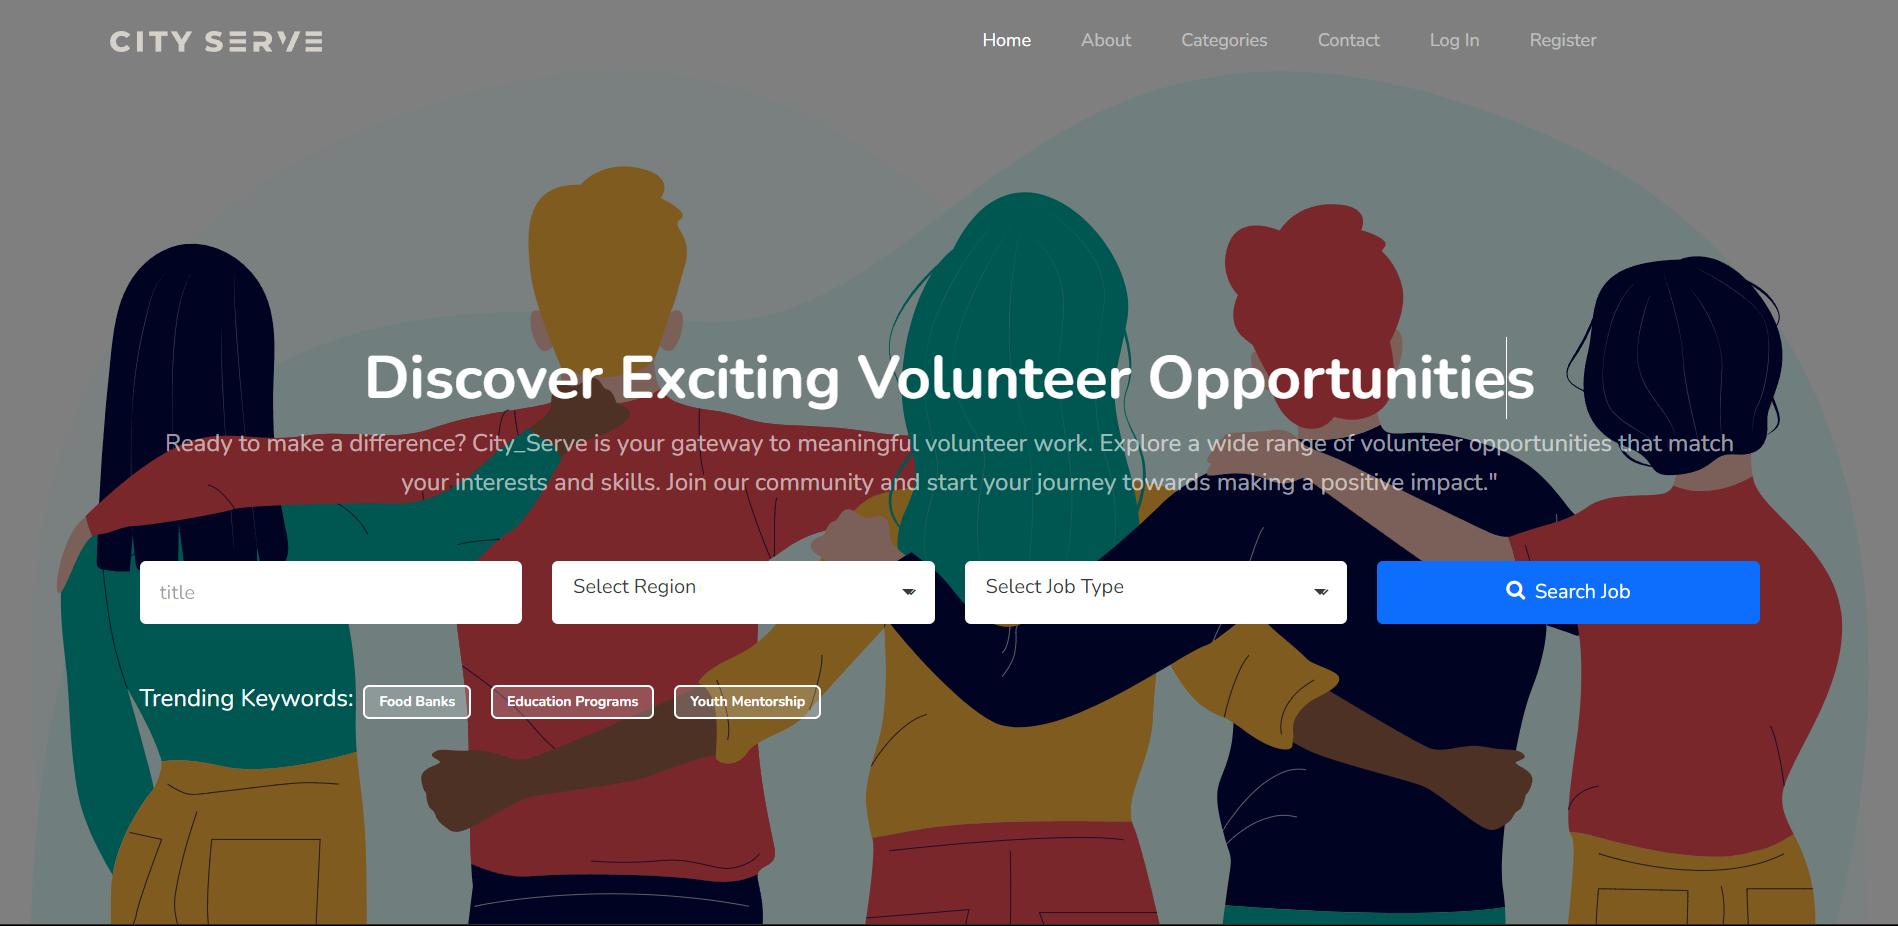 CITY SERVE
Home About Categories Contact Log In Register
Discover Exciting Volunteer Opportunities
Ready to make a difference? City_Serve is your gateway to meaningful volunteer work. Explore a wide range of volunteer opportunities that match
your interests and skills. Join our community and start your journey towards making a positive impact."
title
Select Region
Select Job Type
Search Job
Trending Keywords: Food Banks Education Programs Youth Mentorship